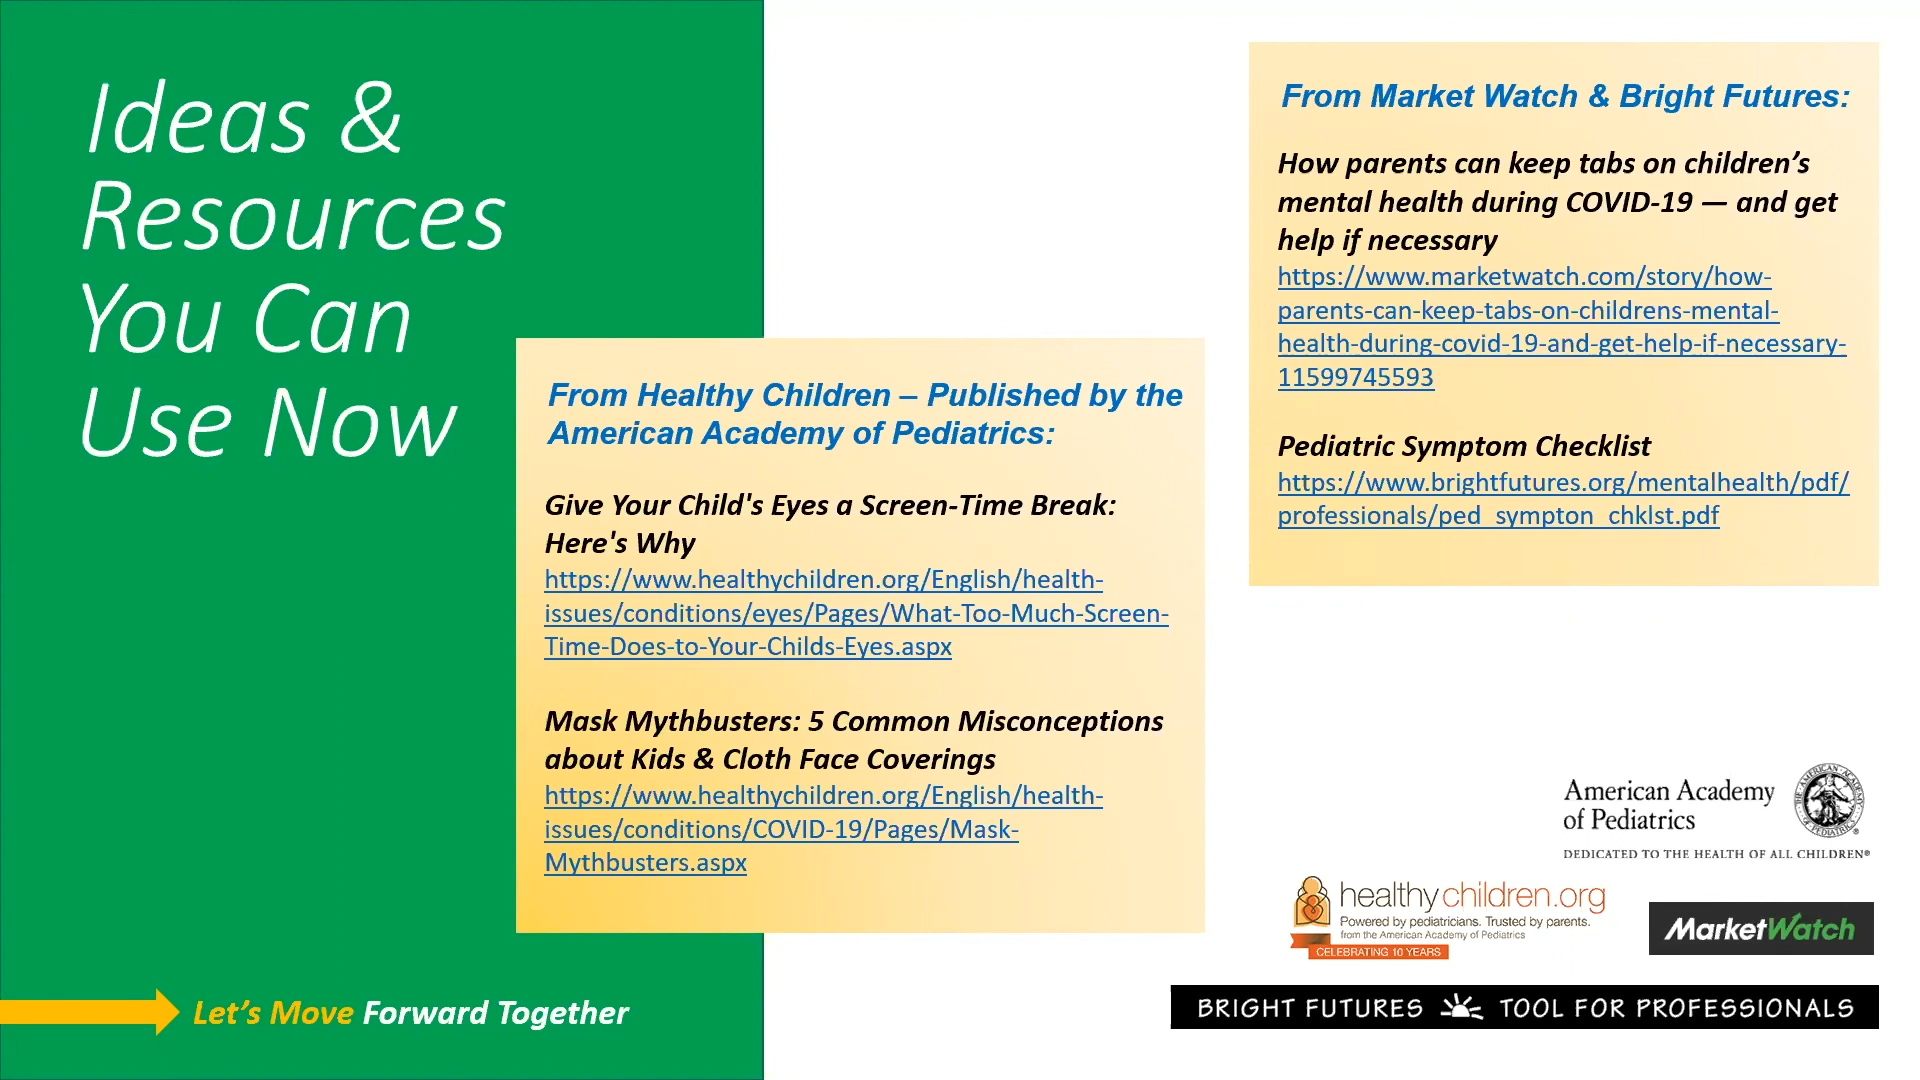 Ideas &
Resources
You Can
Use Now
From Healthy Children – Published by the
American Academy of Pediatrics:
Give Your Child's Eyes a Screen-Time Break:
Here's Why
https://www.healthychildren.org/English/health-
issues/conditions/eyes/Pages/What-Too-Much-Screen-
Time-Does-to-Your-Childs-Eyes.aspx
Mask Mythbusters: 5 Common Misconceptions
about Kids & Cloth Face Coverings
https://www.healthychildren.org/English/health-
issues/conditions/COVID-19/Pages/Mask-
Mythbusters.aspx
From Market Watch & Bright Futures:
How parents can keep tabs on children’s
mental health during COVID-19 — and get
help if necessary
https://www.marketwatch.com/story/how-
parents-can-keep-tabs-on-childrens-mental-
health-during-covid-19-and-get-help-if-necessary-
11599745593
Pediatric Symptom Checklist
https://www.brightfutures.org/mentalhealth/pdf/
professionals/ped_sympton_chklst.pdf
American Academy
of Pediatrics
DEDICATED TO THE HEALTH OF ALL CHILDREN®
healthychildren.org
Powered by pediatricians. Trusted by parents.
from the American Academy of Pediatrics
CELEBRATING 10 YEARS
MarketWatch
BRIGHT FUTURES TOOL FOR PROFESSIONALS
Let’s Move Forward Together